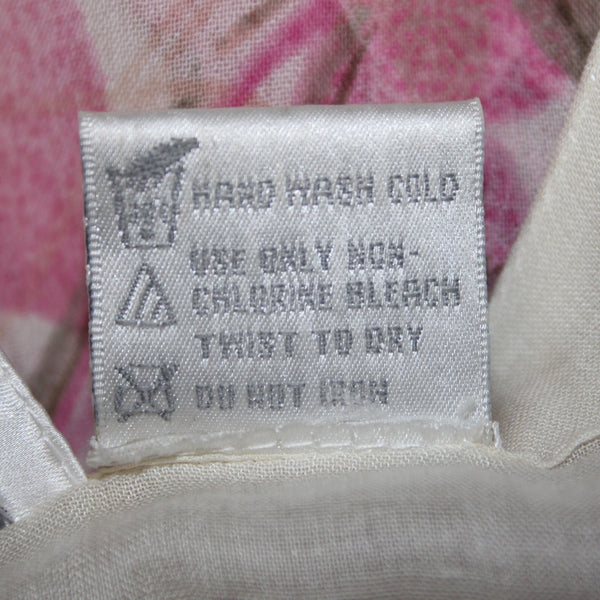 HAND WASH COLD
USE ONLY NON-
CHLORINE BLEACH
TWIST TO DRY
DO NOT IRON